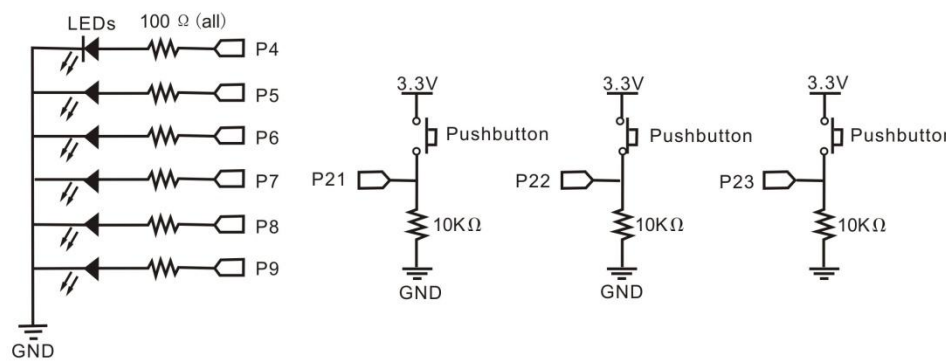 LEDs 100 Ω (all)
P4
P5
P6
P7
P8
P9
GND
3.3V
Pushbutton
P21
10KΩ
GND
3.3V
Pushbutton
P22
10KΩ
GND
3.3V
Pushbutton
P23
10KΩ